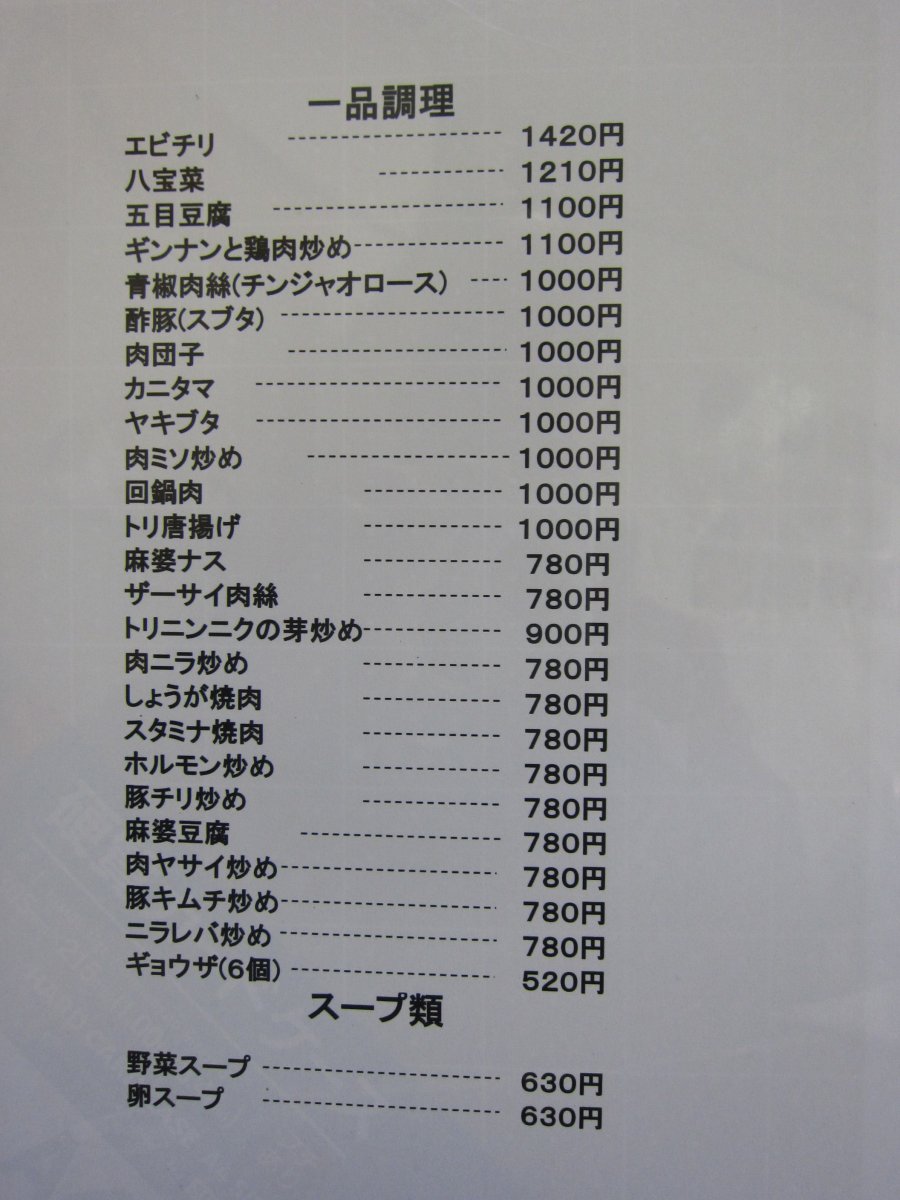 一品調理
エビチリ -------------------- 1420円
八宝菜 ------------ 1210円
五目豆腐 ---------------------- 1100円
ギンナンと鶏肉炒め-------------- 1100円
青椒肉絲(チンジャオロース) ---- 1000円
酢豚(スブタ) --------------------- 1000円
肉団子 --------------------- 1000円
カニタマ ----------------------- 1000円
ヤキブタ ----------------------- 1000円
肉ミソ炒め ------------------- 1000円
回鍋肉 ------------- 1000円
トリ唐揚げ ------------- 1000円
麻婆ナス ------------- 780円
ザーサイ肉絲 ------------- 780円
トリニンニクの芽炒め------------- 900円
肉ニラ炒め ------------- 780円
しょうが焼肉 ------------- 780円
スタミナ焼肉 ------------- 780円
ホルモン炒め ------------- 780円
豚チリ炒め ------------- 780円
麻婆豆腐 ------------------- 780円
肉ヤサイ炒め-------------------- 780円
豚キムチ炒め-------------------- 780円
ニラレバ炒め -------------------- 780円
ギョウザ(6個) ------------------- 520円
スープ類
野菜スープ ---------------------- 630円
卵スープ ---------------------- 630円